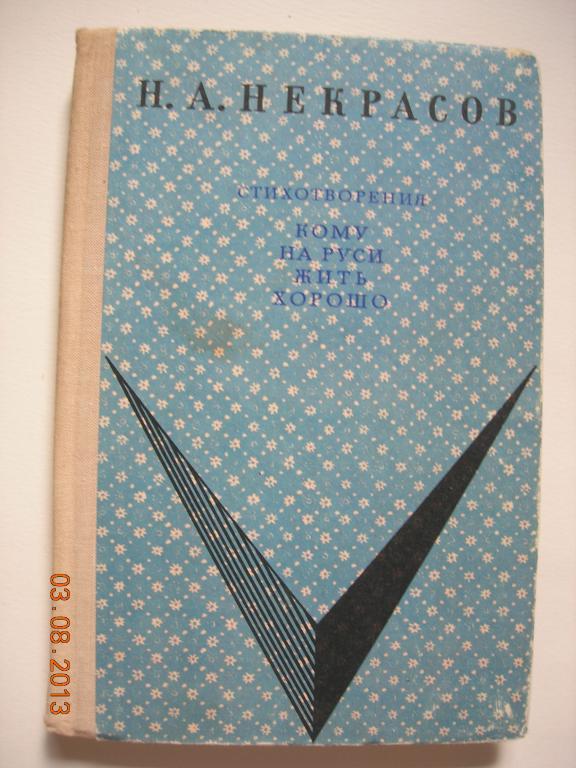 Н. А. НЕКРАСОВ
СТИХОТВОРЕНИЯ
КОМУ
НА РУСИ
ЖИТЬ
ХОРОШО
03.08.2013